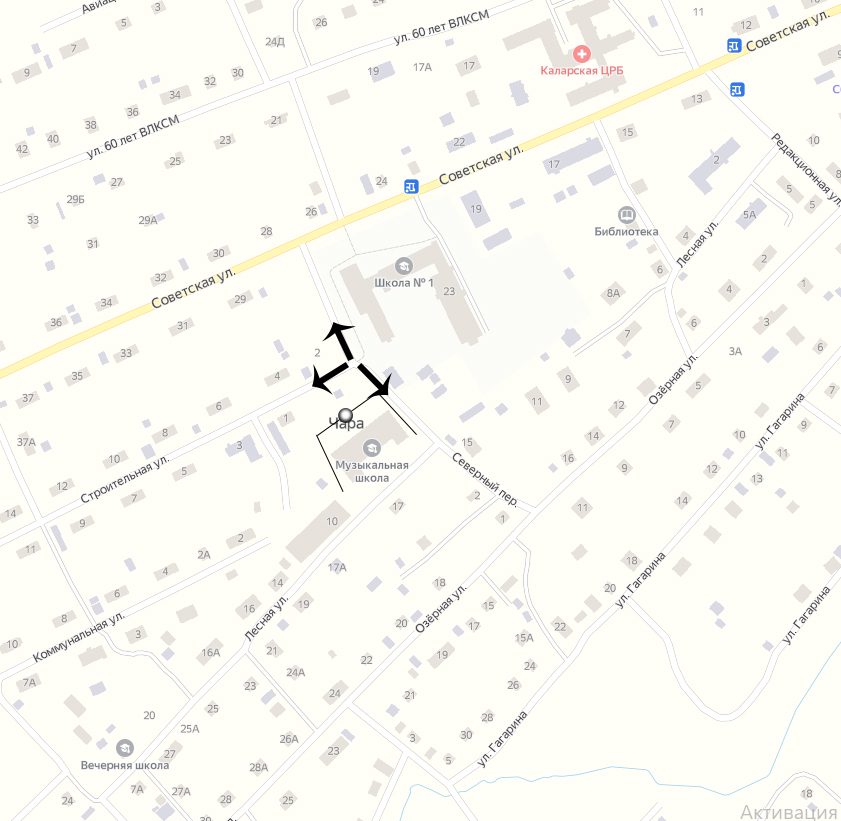 Авиац
5
3
26
24Д
ул. 60 лет ВЛКСМ
11
12
Советская ул.
9
7
9
30
32
34
19
17А
17
Каларская ЦРБ
13
9
42
40
38
36
ул. 60 лет ВЛКСМ
23
21
25
22
Советская ул.
17
15
2
10
Редакционная ул.
29Б
27
24
33
29А
26
19
Библиотека
4
Лесная ул.
5А
5
5
31
28
30
Школа № 1
23
6
2
32
Советская ул.
29
34
36
31
8А
4
1
7
6
6
35
33
2
4
3А
3
37
9
11
5
Озёрная ул.
7
37А
1
Чара
10
8
3
14
12
10
ул. Гагарина
Музыкальная
школа
15
16
9
12
13
12
Строительная ул.
5
7
9
14
11
Северный пер.
2
1
17
10
11
2
2А
4
17А
6
8
14
16
19
18
18
20
ул. Гагарина
10
Коммунальная ул.
3
Лесная ул.
20
Озёрная ул.
15
17
15А
22
ул. Гагарина
16А
21
22
19
24
7А
24А
23
24
26
21
20
25
25А
28
26А
30
ул. Гагарина
3
5
Вечерняя школа
27
23
28А
7А
27А
24
28
25
39
18
Активация